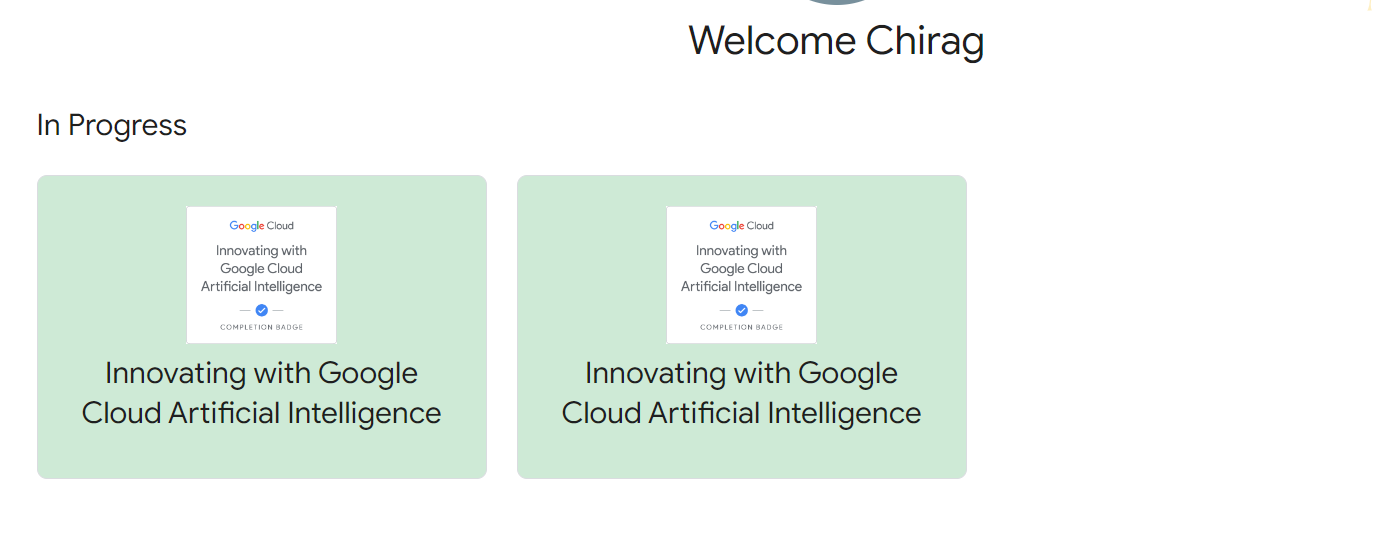 Welcome Chirag
In Progress
Google Cloud
Innovating with
Google Cloud
Artificial Intelligence
COMPLETION BADGE
Innovating with Google
Cloud Artificial Intelligence
Google Cloud
Innovating with
Google Cloud
Artificial Intelligence
COMPLETION BADGE
Innovating with Google
Cloud Artificial Intelligence